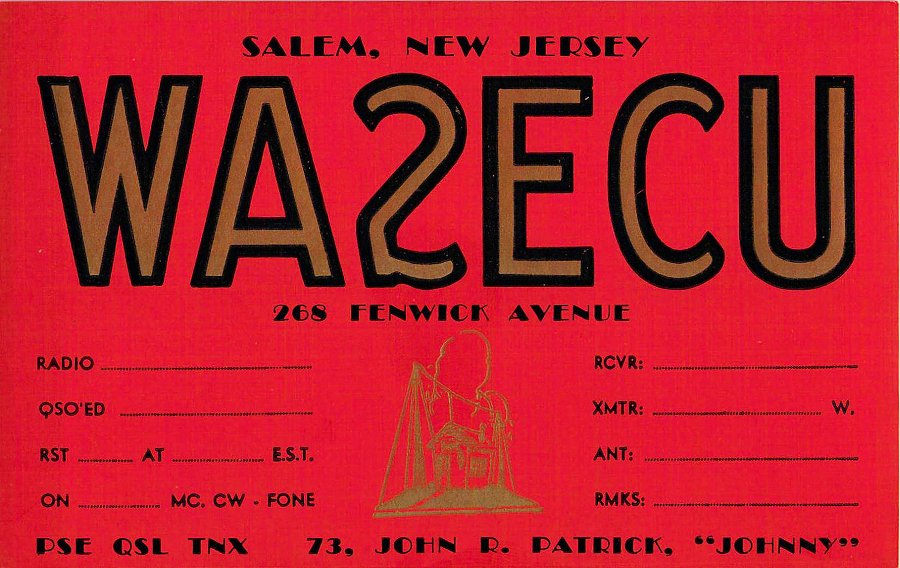 SALEM, NEW JERSEY
WA2ECU
268 FENWICK AVENUE
RADIO
QSO'ED
RST AT E.S.T.
ON MC. CW - FONE
RCVR:
XMTR: W.
ANT:
RMKS:
PSE QSL TNX 73, JOHN R. PATRICK, “JOHNNY”